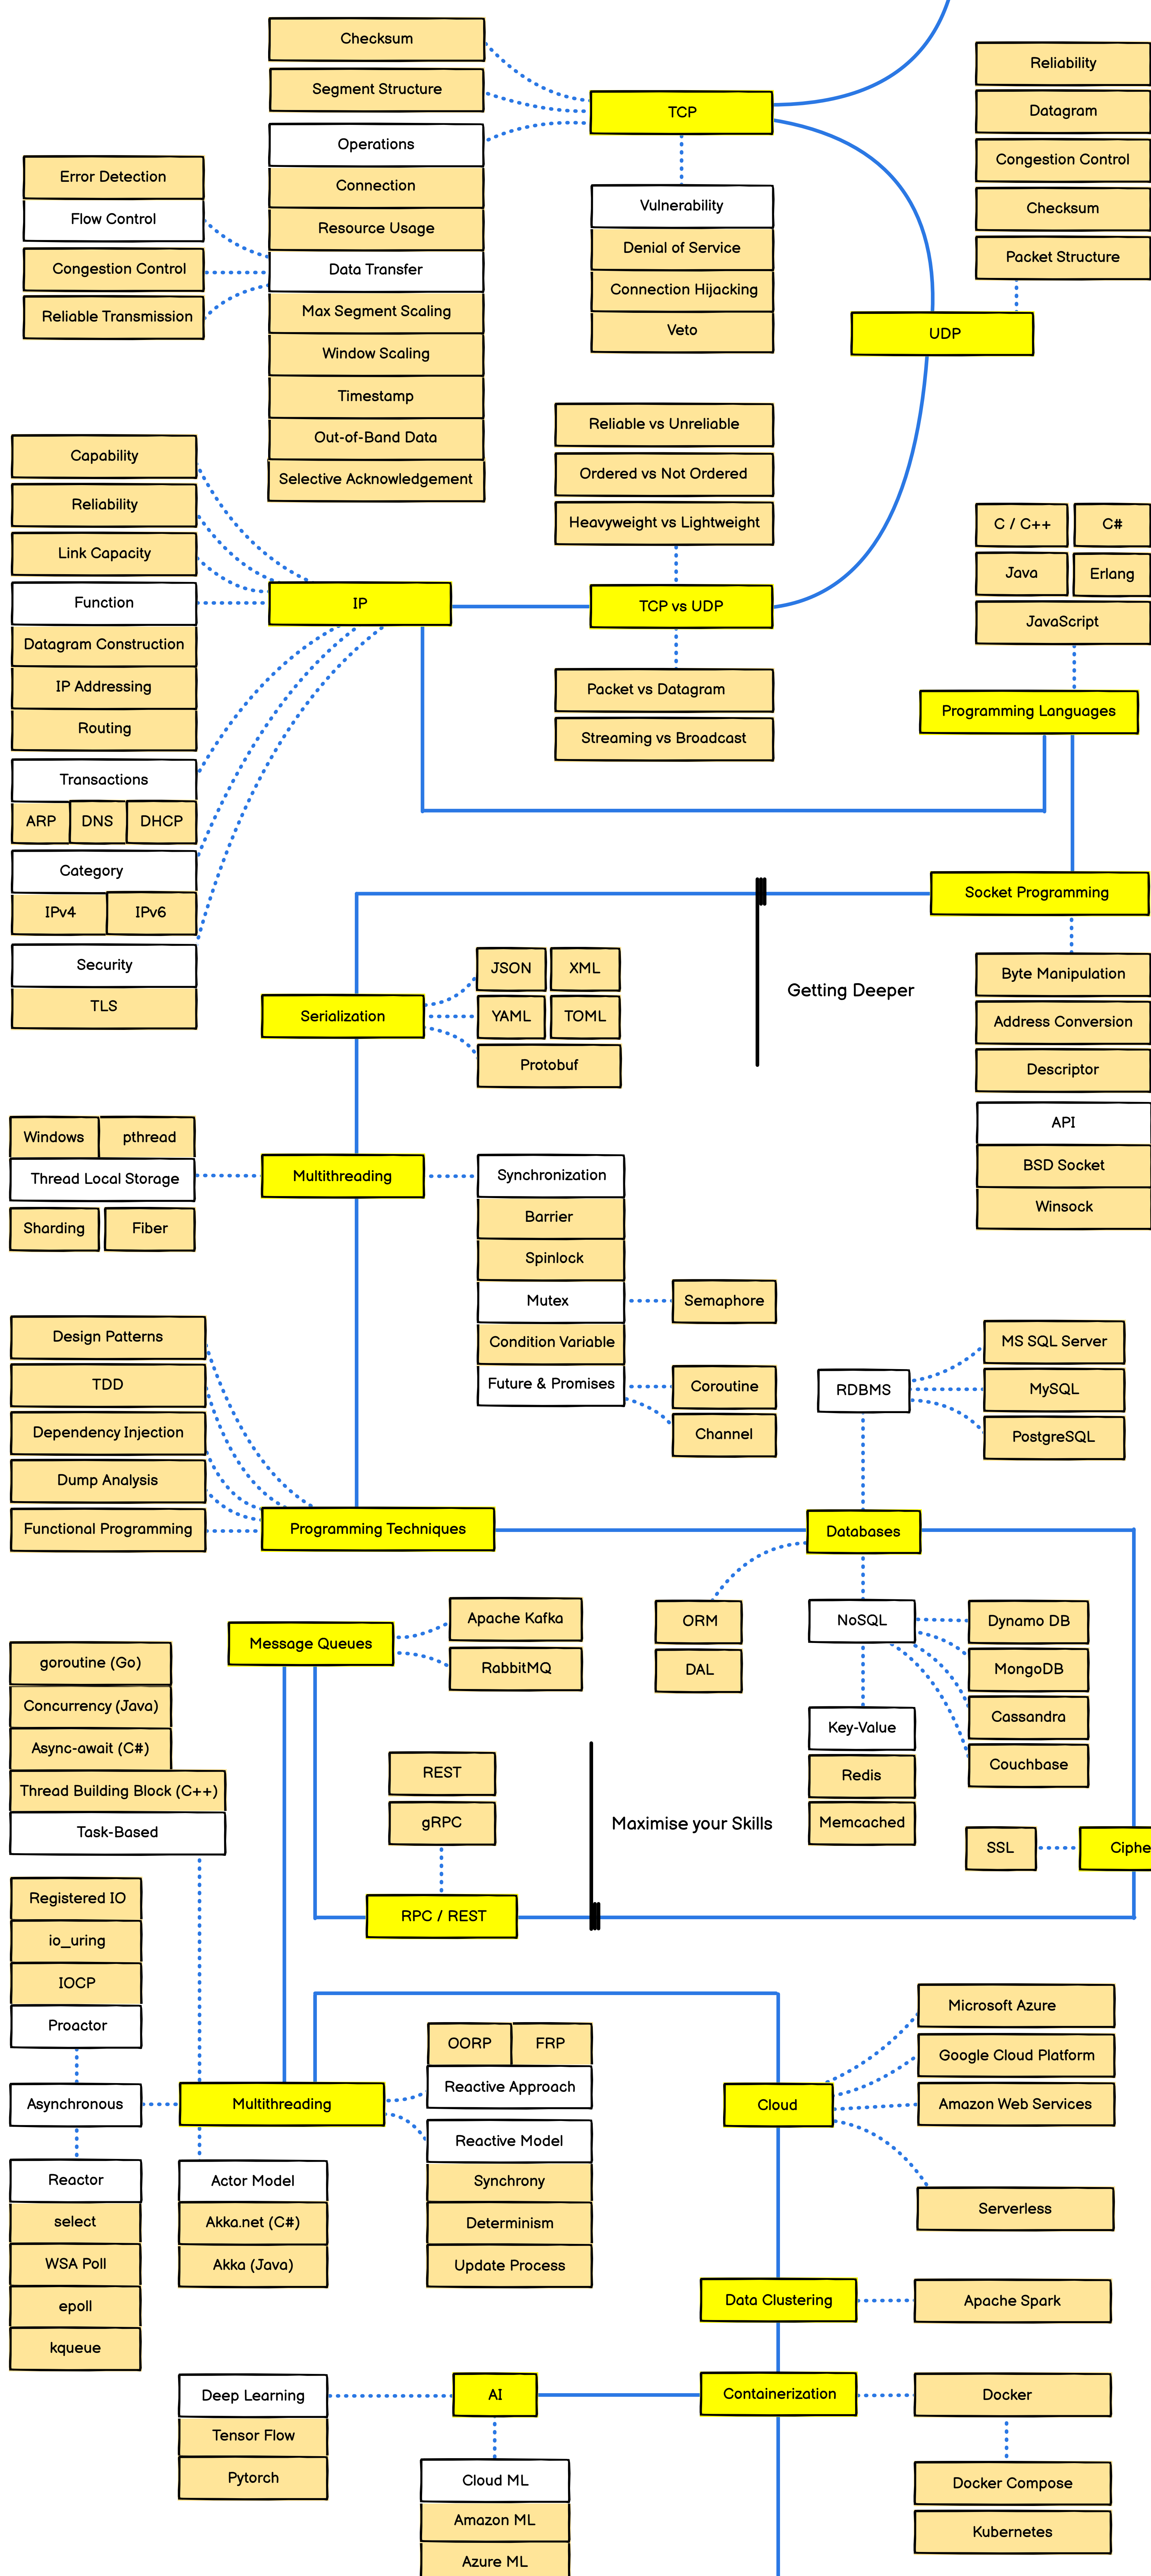 Checksum
Segment Structure
Operations
Connection
Resource Usage
Data Transfer
Max Segment Scaling
Window Scaling
Timestamp
Out-of-Band Data
Selective Acknowledgement
Error Detection
Flow Control
Congestion Control
Reliable Transmission
TCP
Vulnerability
Denial of Service
Connection Hijacking
Veto
Reliability
Datagram
Congestion Control
Checksum
Packet Structure
UDP
Reliable vs Unreliable
Ordered vs Not Ordered
Heavyweight vs Lightweight
TCP vs UDP
Packet vs Datagram
Streaming vs Broadcast
Capability
Reliability
Link Capacity
Function
Datagram Construction
IP Addressing
Routing
Transactions
ARP DNS DHCP
Category
IPv4 IPv6
Security
TLS
IP
C / C++ C#
Java Erlang
JavaScript
Programming Languages
Socket Programming
Byte Manipulation
Address Conversion
Descriptor
API
BSD Socket
Winsock
Getting Deeper
Serialization
JSON XML
YAML TOML
Protobuf
Windows pthread
Thread Local Storage
Sharding Fiber
Multithreading
Synchronization
Barrier
Spinlock
Mutex
Condition Variable
Future & Promises
Semaphore
Coroutine
Channel
Design Patterns
TDD
Dependency Injection
Dump Analysis
Functional Programming
Programming Techniques
RDBMS
MS SQL Server
MySQL
PostgreSQL
Databases
ORM
DAL
NoSQL
Dynamo DB
MongoDB
Cassandra
Couchbase
Key-Value
Redis
Memcached
SSL
Ciphe
Message Queues
Apache Kafka
RabbitMQ
REST
gRPC
RPC / REST
Maximise your Skills
goroutine (Go)
Concurrency (Java)
Async-await (C#)
Thread Building Block (C++)
Task-Based
Registered IO
io_uring
IOCP
Proactor
Asynchronous
Reactor
select
WSA Poll
epoll
kqueue
Multithreading
OORP FRP
Reactive Approach
Reactive Model
Synchrony
Determinism
Update Process
Actor Model
Akka.net (C#)
Akka (Java)
Cloud
Microsoft Azure
Google Cloud Platform
Amazon Web Services
Serverless
Data Clustering
Apache Spark
Containerization
Docker
Docker Compose
Kubernetes
AI
Deep Learning
Tensor Flow
Pytorch
Cloud ML
Amazon ML
Azure ML